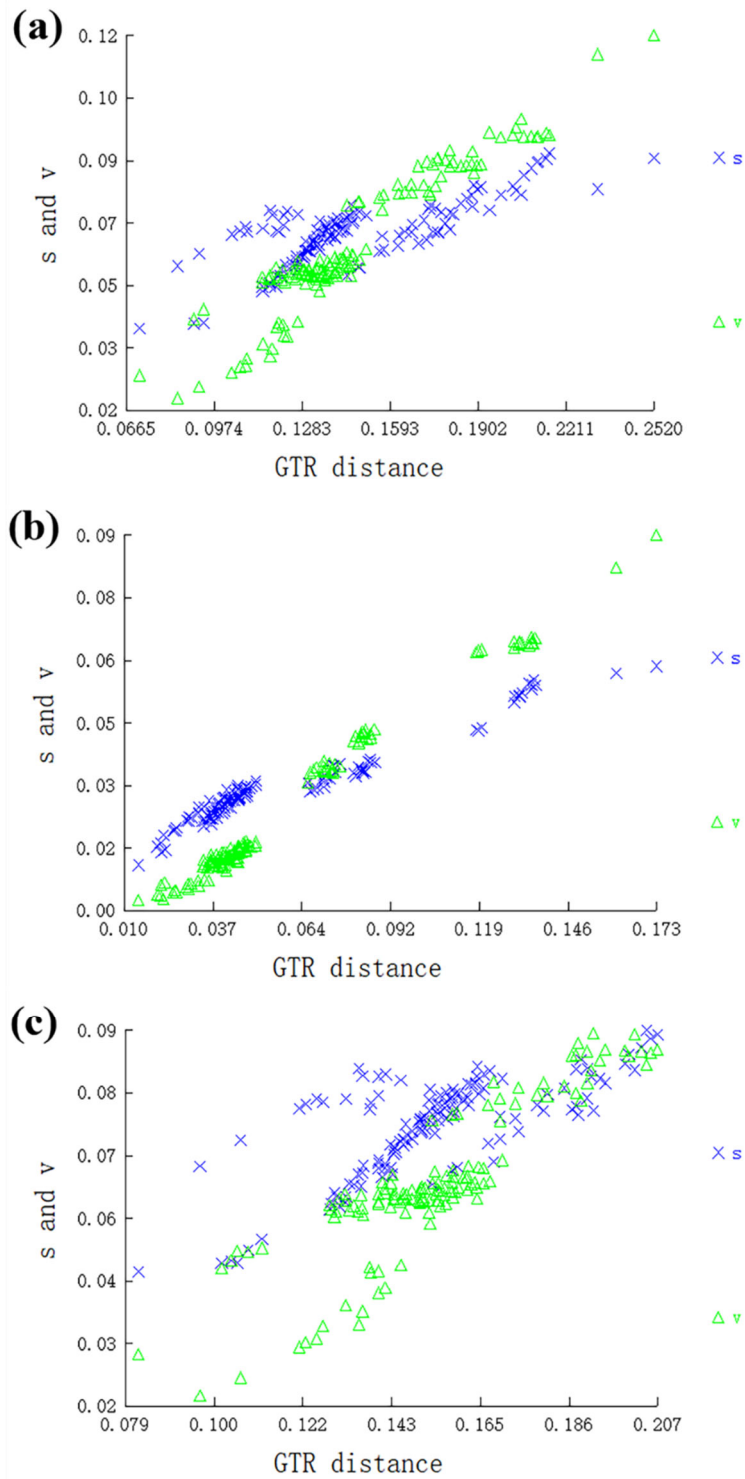 (a)
0.12
0.10
0.09
0.07
0.05
0.03
0.02
s and v
0.0665 0.0974 0.1283 0.1593 0.1902 0.2211 0.2520
GTR distance
s
v
(b)
0.09
0.06
0.05
0.03
0.02
0.00
s and v
0.010 0.037 0.064 0.092 0.119 0.146 0.173
GTR distance
s
v
(c)
0.09
0.08
0.07
0.06
0.04
0.03
0.02
s and v
0.079 0.100 0.122 0.143 0.165 0.186 0.207
GTR distance
s
v